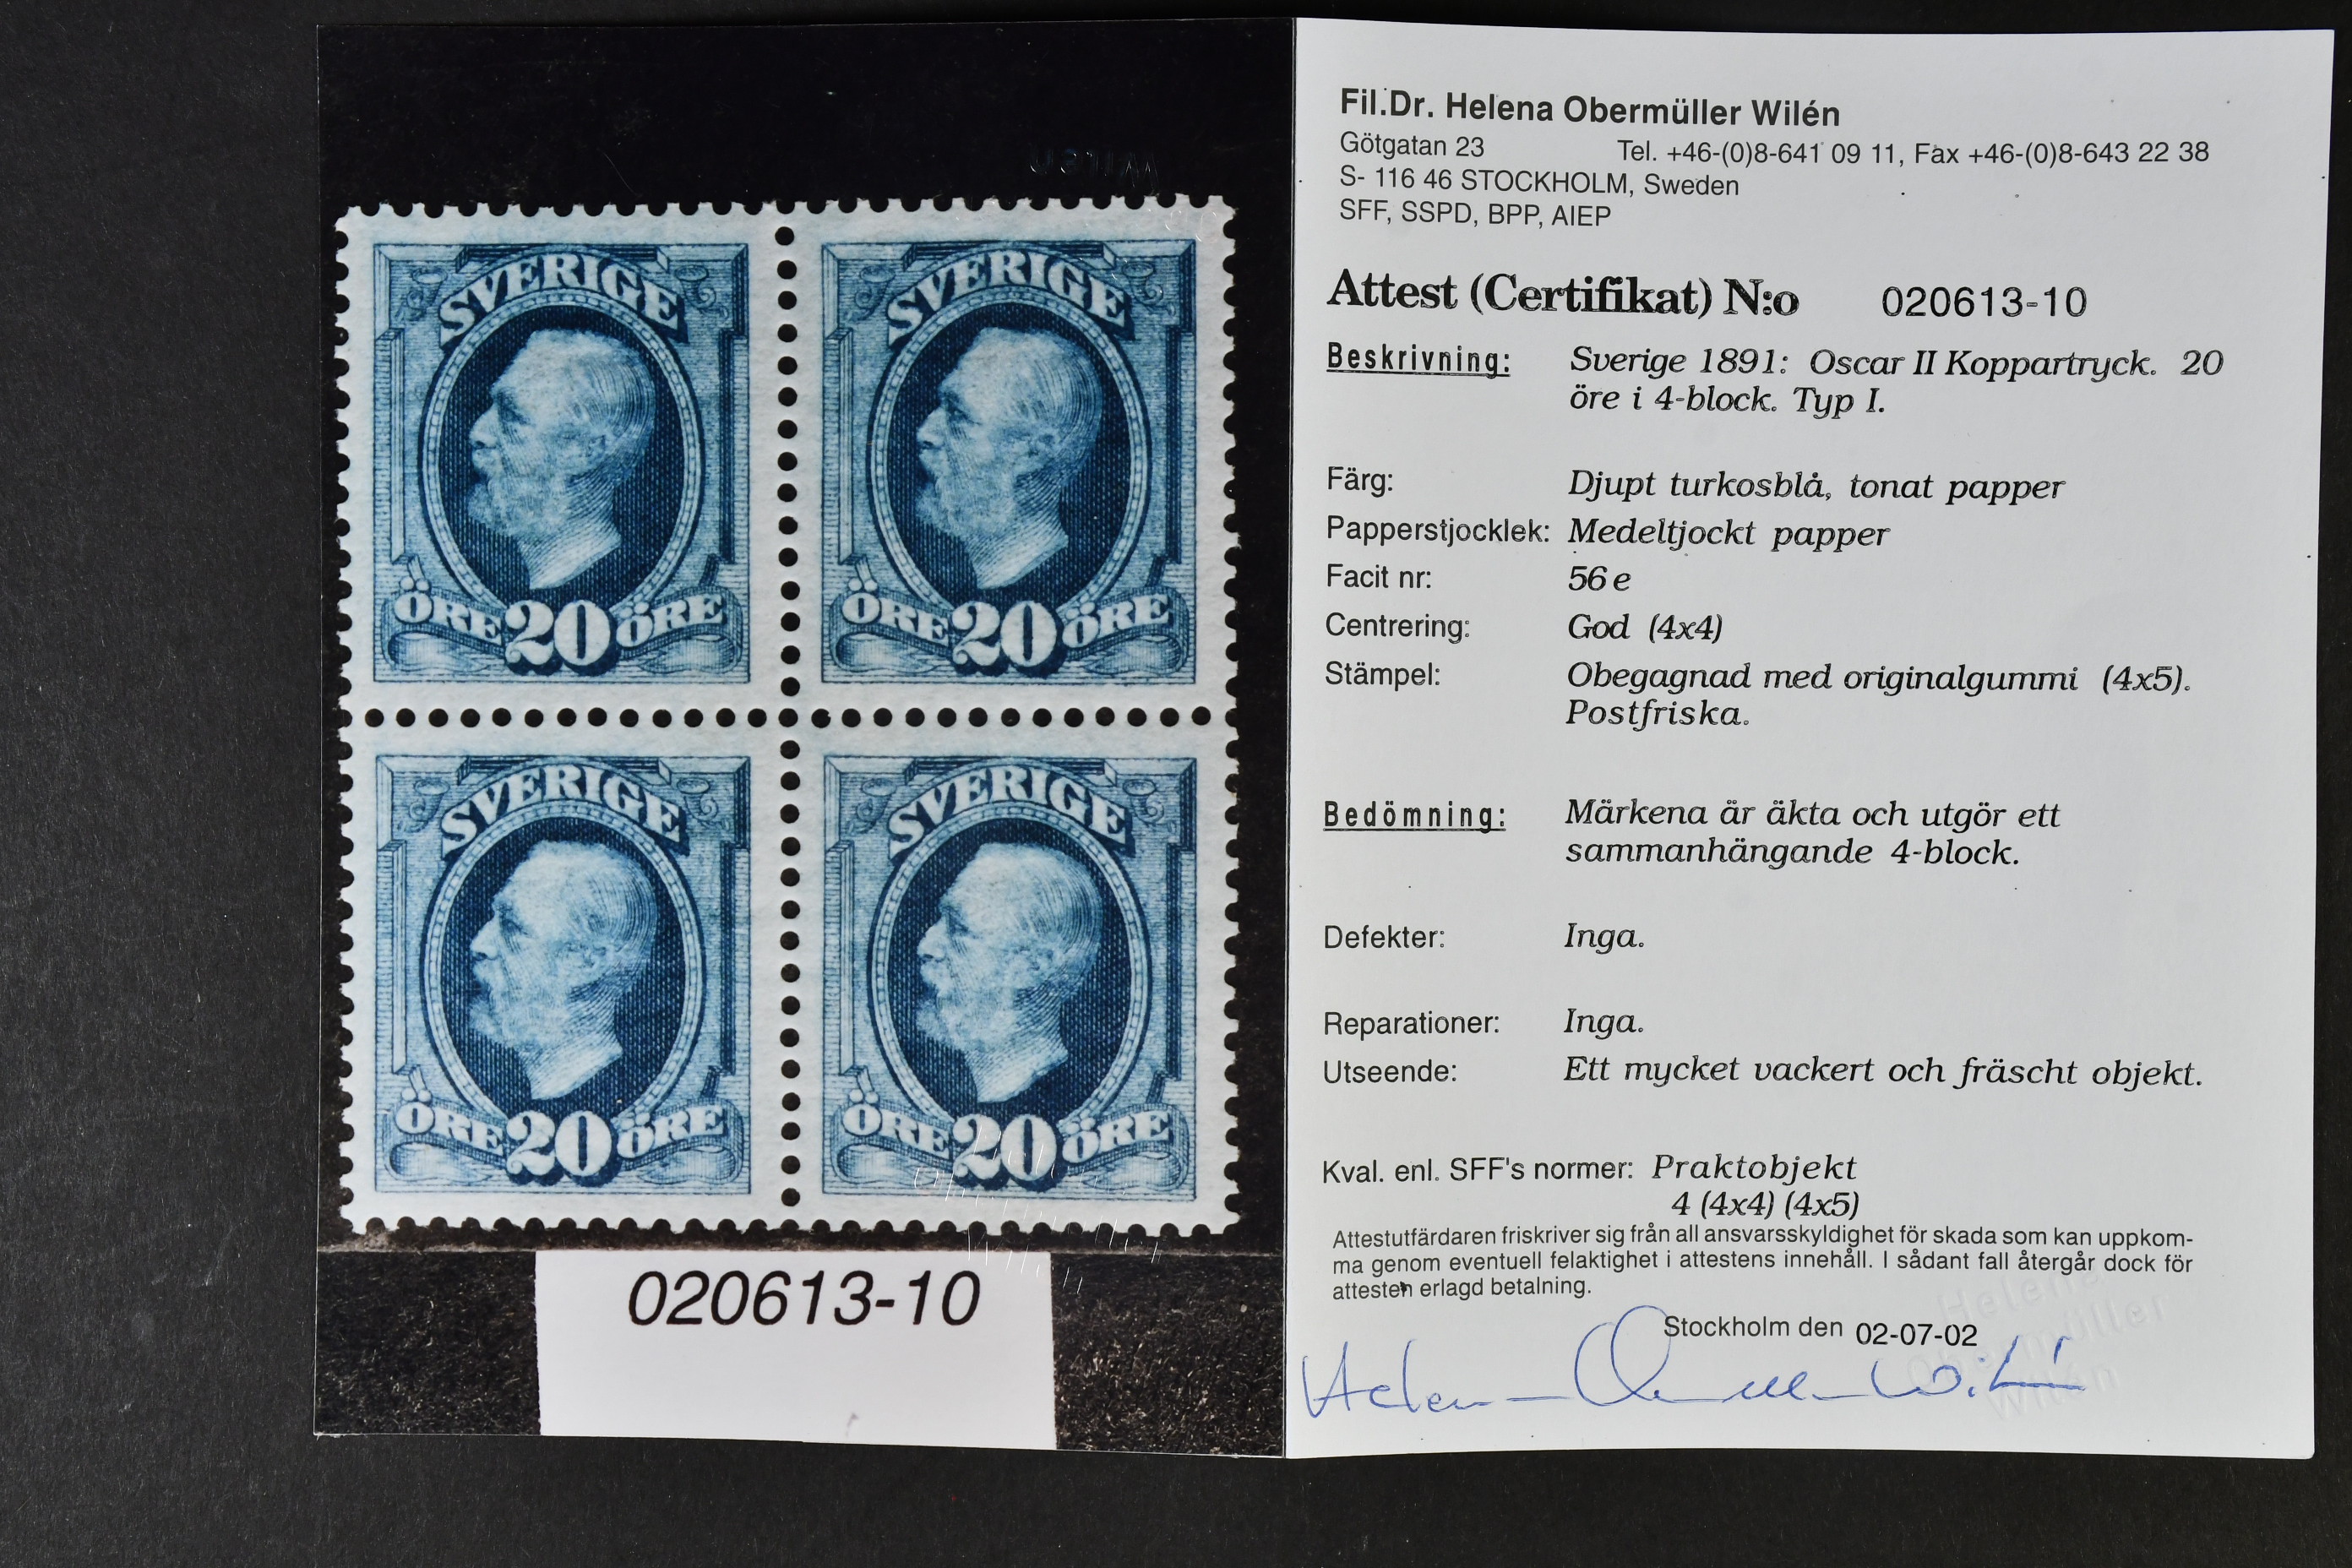 SVERIGE SVERIGE
ÖRE 20 ÖRE ÖRE 20 ÖRE
SVERIGE SVERIGE
ÖRE 20 ÖRE ÖRE 20 ÖRE
020613-10
Fil.Dr. Helena Obermüller Wilén
Götgatan 23 Tel. +46-(0)8-641 09 11, Fax +46-(0)8-643 22 38
S- 116 46 STOCKHOLM, Sweden
SFF, SSPD, BPP, AIEP
Attest (Certifikat) N:o 020613-10
Beskrivning: Sverige 1891: Oscar II Koppartryck. 20
öre i 4-block. Typ I.
Färg: Djupt turkosblå, tonat papper
Papperstjocklek: Medeltjockt papper
Facit nr: 56 e
Centrering: God (4x4)
Stämpel: Obegagnad med originalgummi (4x5).
Postfriska.
Bedömning: Märkena är äkta och utgör ett
sammanhängande 4-block.
Defekter: Inga.
Reparationer: Inga.
Utseende: Ett mycket vackert och fräscht objekt.
Kval. enl. SFF's normer: Praktobjekt
4 (4x4) (4x5)
Attestutfärdaren friskriver sig från all ansvarsskyldighet för skada som kan uppkom-
ma genom eventuell felaktighet i attestens innehåll. I sådant fall återgår dock för
attesten erlagd betalning.
Stockholm den 02-07-02
Helena Obermüller Wilén